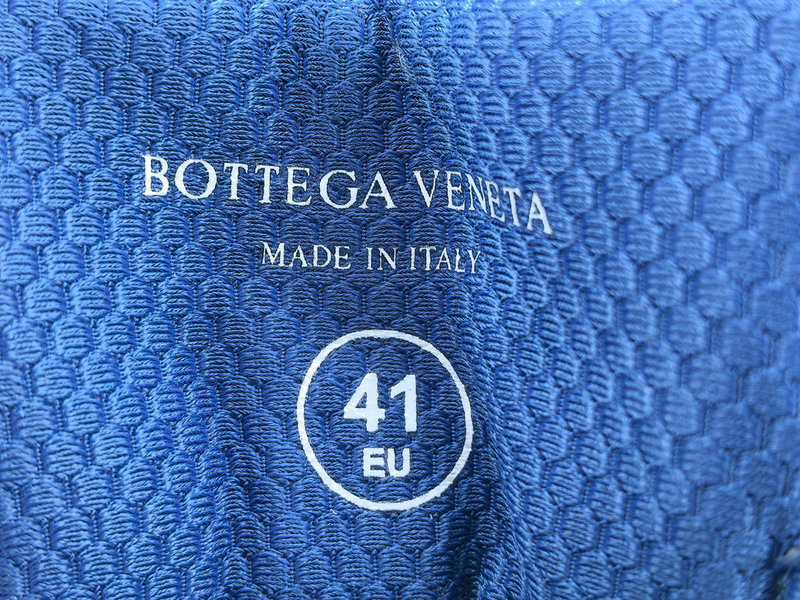 BOTTEGA VENETA
MADE IN ITALY
41
EU